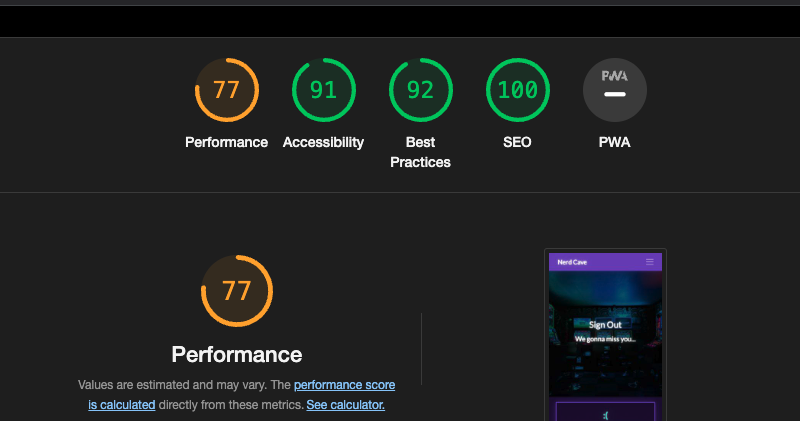 77
91
92
100
PWA
Performance
Accessibility
Best
Practices
SEO
PWA
77
Performance
Values are estimated and may vary. The performance score
is calculated directly from these metrics. See calculator.
Nerd Cave
Sign Out
We gonna miss you...
:(